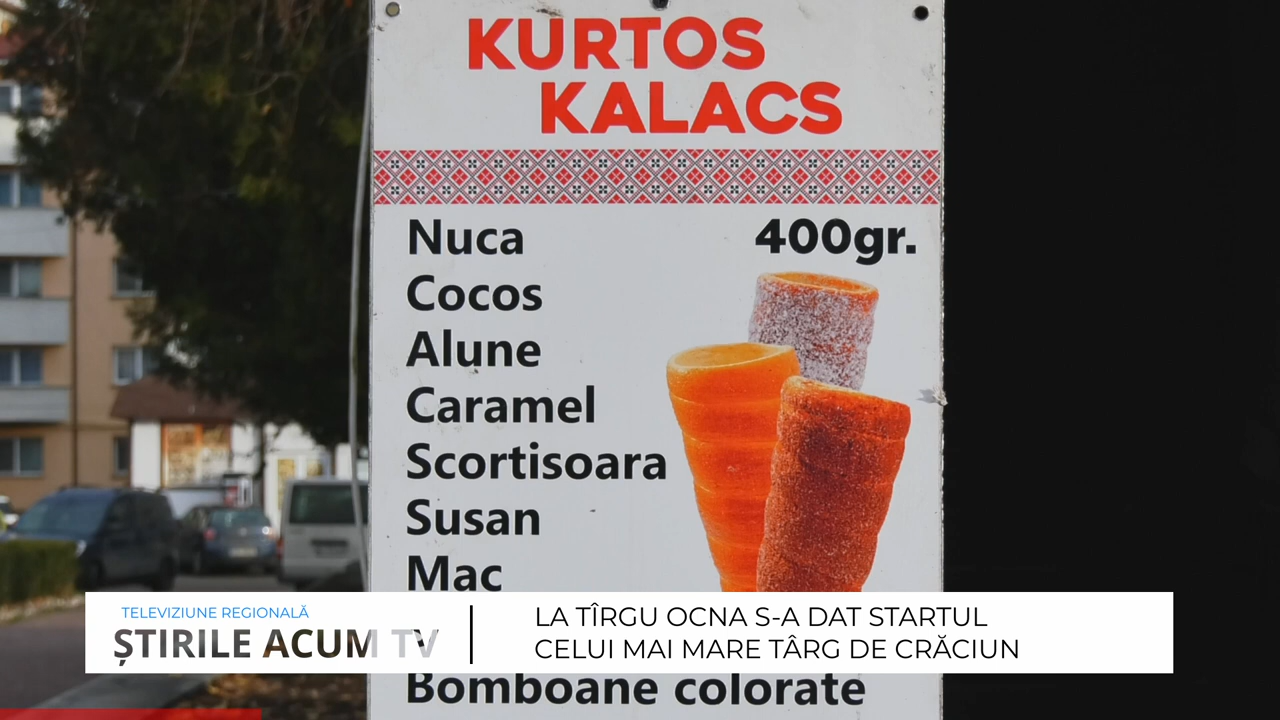 KURTOS
KALACS
Nuca 400gr.
Cocos
Alune
Caramel
Scortisoara
Susan
Mac
TELEVIZIUNE REGIONALĂ
ȘTIRILE ACUM TV
LA TÎRGU OCNA S-A DAT STARTUL
CELUI MAI MARE TÂRG DE CRĂCIUN
Bomboane colorate